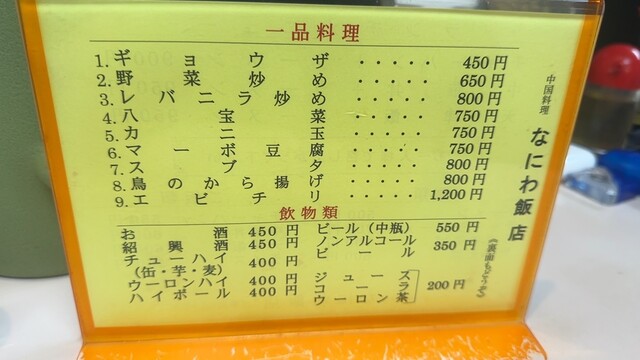 一品料理
1. ギョウザ ····· 450円
2. 野菜炒め ····· 650円
3. レバニラ炒め ····· 800円
4. 八宝菜 ····· 750円
5. カニ玉 ····· 750円
6. マーボ豆腐 ····· 750円
7. スブタ ····· 800円
8.鳥のから揚げ ····· 800円
9. エビチリ ····· 1,200円
飲物類
お酒 450円
紹興酒 450円
チューハイ
(缶・芋・麦) 400円
ウーロンハイ 400円
ハイボール 400円
ビール(中瓶) 550円
ノンアルコール
ビール 350円
ジュース
コーラ
ウーロン茶 200円
中国料理
なにわ飯店
《裏面もどうぞ》